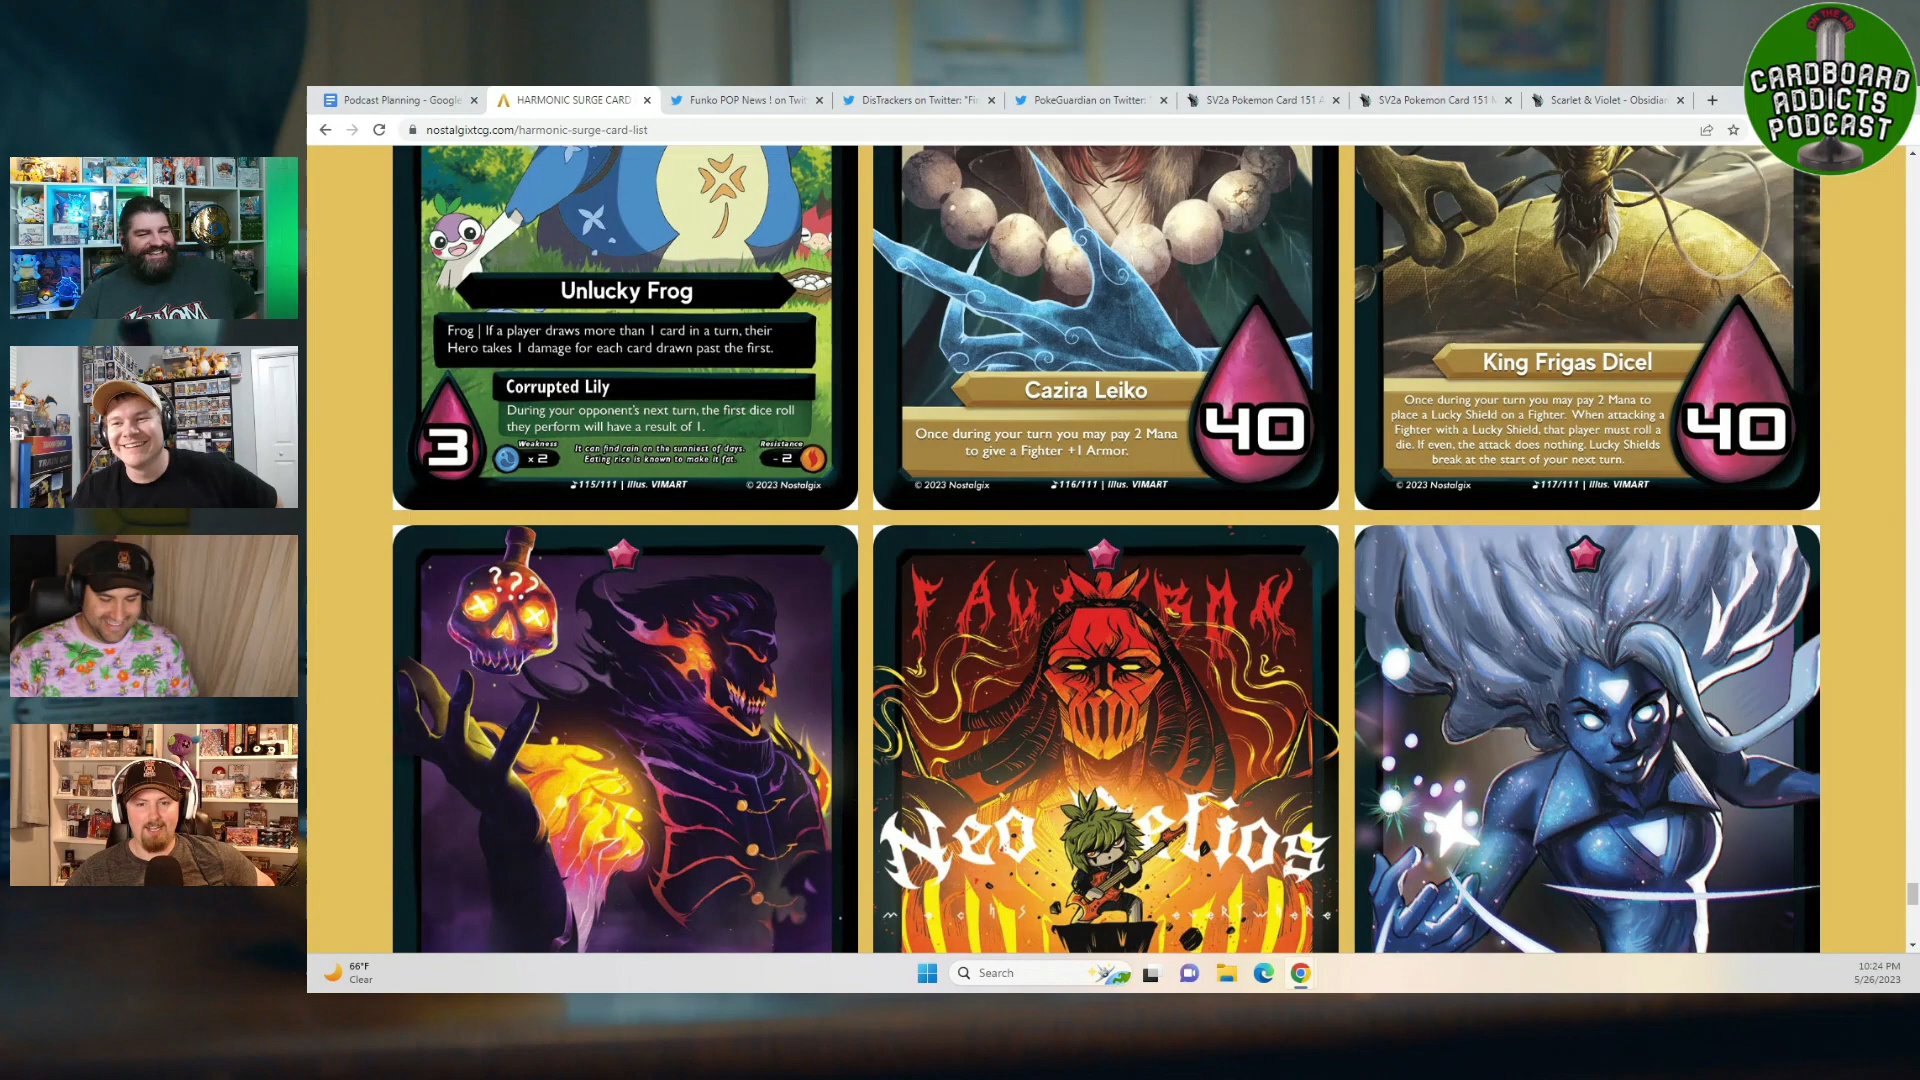 ON THE AIR
CARDBOARD
ADDICTS
PODCAST
Podcast Planning - Google
HARMONIC SURGE CARD
Funko POP News ! on Twit
DisTrackers on Twitter: "Fu
PokeGuardian on Twitter:
SV2a Pokemon Card 151 A
SV2a Pokemon Card 151 M
Scarlet & Violet - Obsidian
nostalgixtcg.com/harmonic-surge-card-list
Unlucky Frog
Frog | If a player draws more than 1 card in a turn, their
Hero takes 1 damage for each card drawn past the first.
Corrupted Lily
During your opponent's next turn, the first dice roll
they perform will have a result of 1.
3
Weakness
x 2
It can find rain on the sunniest of days.
Eating rice is known to make it fat.
Resistance
- 2
115/111 | Illus. VIMART
© 2023 Nostalgix
Cazira Leiko
Once during your turn you may pay 2 Mana
to give a Fighter +1 Armor.
40
© 2023 Nostalgix
116/111 | Illus. VIMART
King Frigas Dicel
Once during your turn you may pay 2 Mana to
place a Lucky Shield on a Fighter. When attacking a
Fighter with a Lucky Shield, that player must roll a
die. If even, the attack does nothing. Lucky Shields
break at the start of your next turn.
40
© 2023 Nostalgix
117/111 | Illus. VIMART
???
Neo
VENOM
66°F
Clear
Search
10:24 PM
5/26/2023